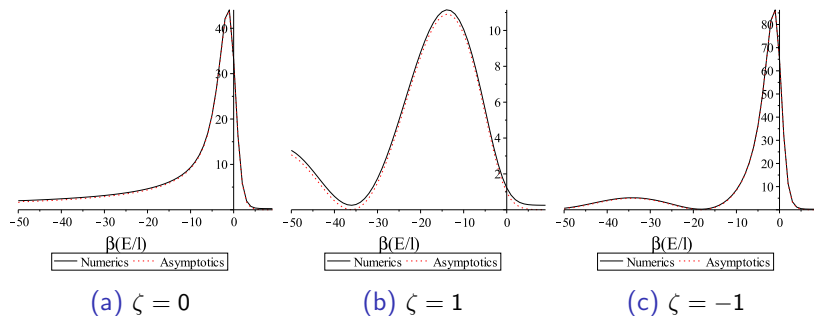 40
30
20
10
-50 -40 -30 -20 -10 0
β(E/l)
Numerics Asymptotics
(a) ζ = 0
10
8
6
4
2
-50 -40 -30 -20 -10 0
β(E/l)
Numerics Asymptotics
(b) ζ = 1
80
70
60
50
40
30
20
10
-50 -40 -30 -20 -10 0
β(E/l)
Numerics Asymptotics
(c) ζ = −1